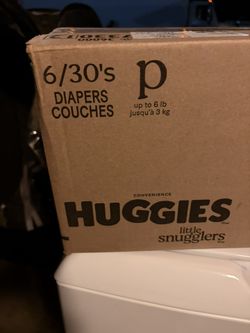 6/30's
DIAPERS
COUCHES
p
up to 6 lb
jusqu'à 3 kg
CONVENIENCE
HUGGIES
little
snugglers